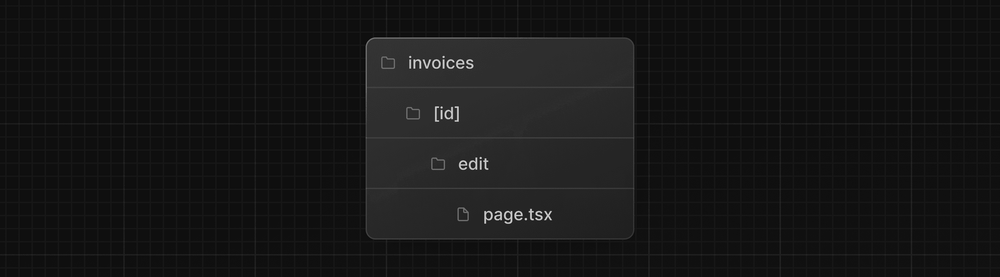 invoices
[id]
edit
page.tsx